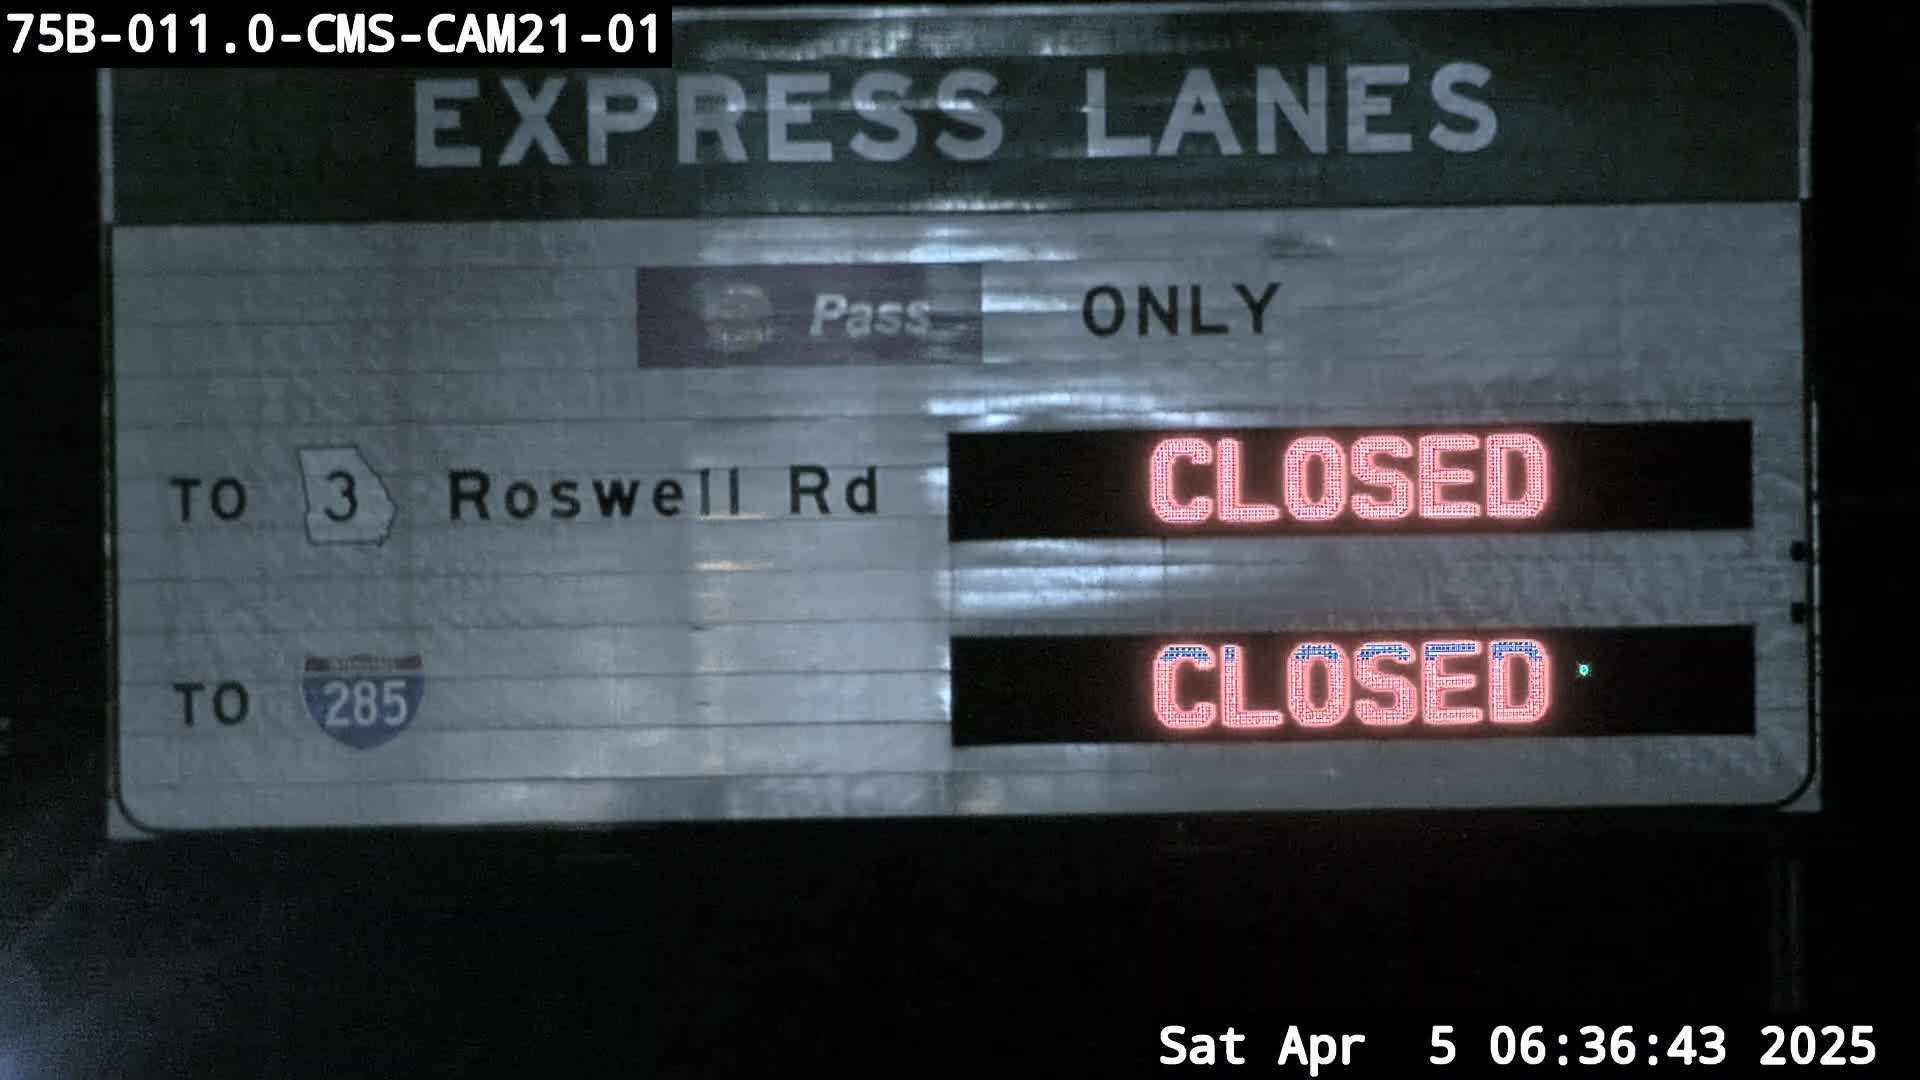 75B-011.0-CMS-CAM21-01
EXPRESS LANES
Pass ONLY
TO 3 Roswell Rd CLOSED
TO 285 CLOSED
Sat Apr 5 06:36:43 2025